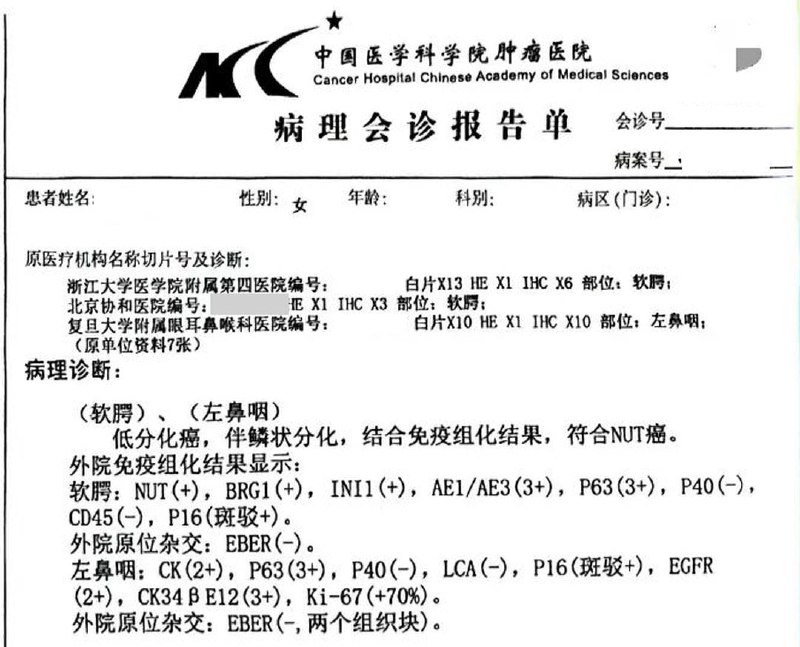 中国医学科学院肿瘤医院
Cancer Hospital Chinese Academy of Medical Sciences
病理会诊报告单
会诊号
病案号
患者姓名: 性别: 女 年龄: 科别: 病区(门诊):
原医疗机构名称切片号及诊断:
浙江大学医学院附属第四医院编号: 白片X13 HE X1 IHC X6 部位: 软腭;
北京协和医院编号: HE X1 IHC X3 部位: 软腭;
复旦大学附属眼耳鼻喉科医院编号: 白片X10 HE X1 IHC X10 部位: 左鼻咽;
(原单位资料7张)
病理诊断:
(软腭)、(左鼻咽)
低分化癌, 伴鳞状分化, 结合免疫组化结果, 符合NUT癌。
外院免疫组化结果显示:
软腭: NUT(+), BRG1(+), INI1(+), AE1/AE3(3+), P63(3+), P40(-),
CD45(-), P16(斑驳+)。
外院原位杂交: EBER(-)。
左鼻咽: CK(2+), P63(3+), P40(-), LCA(-), P16(斑驳+), EGFR
(2+), CK34βE12(3+), Ki-67(+70%)。
外院原位杂交: EBER(-,两个组织块)。